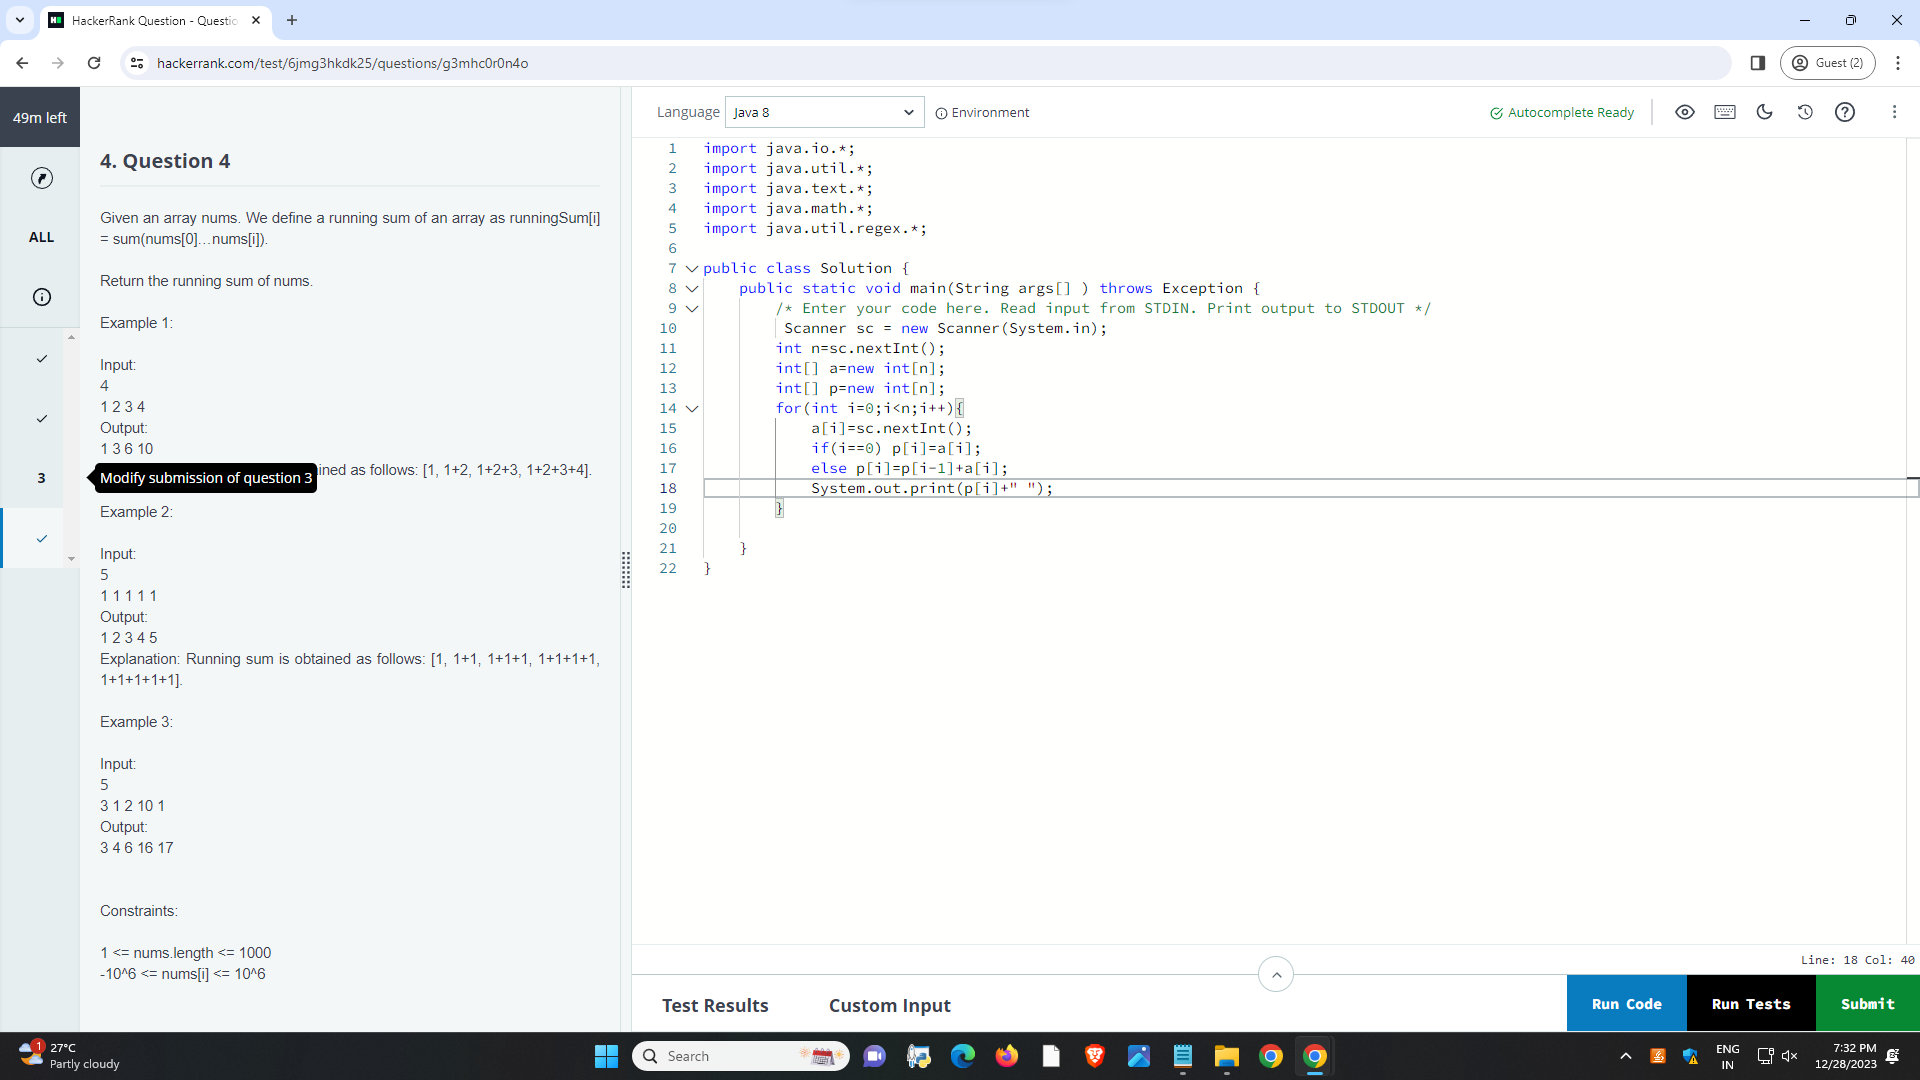 HackerRank Question - Questio
hackerrank.com/test/6jmg3hkdk25/questions/g3mhc0r0n4o
Guest (2)
49m left
ALL
3
Modify submission of question 3
4. Question 4
Given an array nums. We define a running sum of an array as runningSum[i]
= sum(nums[0]…nums[i]).
Return the running sum of nums.
Example 1:
Input:
4
1 2 3 4
Output:
1 3 6 10
ined as follows: [1, 1+2, 1+2+3, 1+2+3+4].
Example 2:
Input:
5
1 1 1 1 1
Output:
1 2 3 4 5
Explanation: Running sum is obtained as follows: [1, 1+1, 1+1+1, 1+1+1+1,
1+1+1+1+1].
Example 3:
Input:
5
3 1 2 10 1
Output:
3 4 6 16 17
Constraints:
1 <= nums.length <= 1000
-10^6 <= nums[i] <= 10^6
Language Java 8 Environment
Autocomplete Ready
1 import java.io.*;
2 import java.util.*;
3 import java.text.*;
4 import java.math.*;
5 import java.util.regex.*;
6
7 public class Solution {
8 public static void main(String args[] ) throws Exception {
9 /* Enter your code here. Read input from STDIN. Print output to STDOUT */
10 Scanner sc = new Scanner(System.in);
11 int n=sc.nextInt();
12 int[] a=new int[n];
13 int[] p=new int[n];
14 for(int i=0;i<n;i++){
15 a[i]=sc.nextInt();
16 if(i==0) p[i]=a[i];
17 else p[i]=p[i-1]+a[i];
18 System.out.print(p[i]+" ");
19 }
20
21 }
22 }
Line: 18 Col: 40
Test Results Custom Input
Run Code Run Tests Submit
1
27°C
Partly cloudy
Search
ENG
IN
7:32 PM
12/28/2023